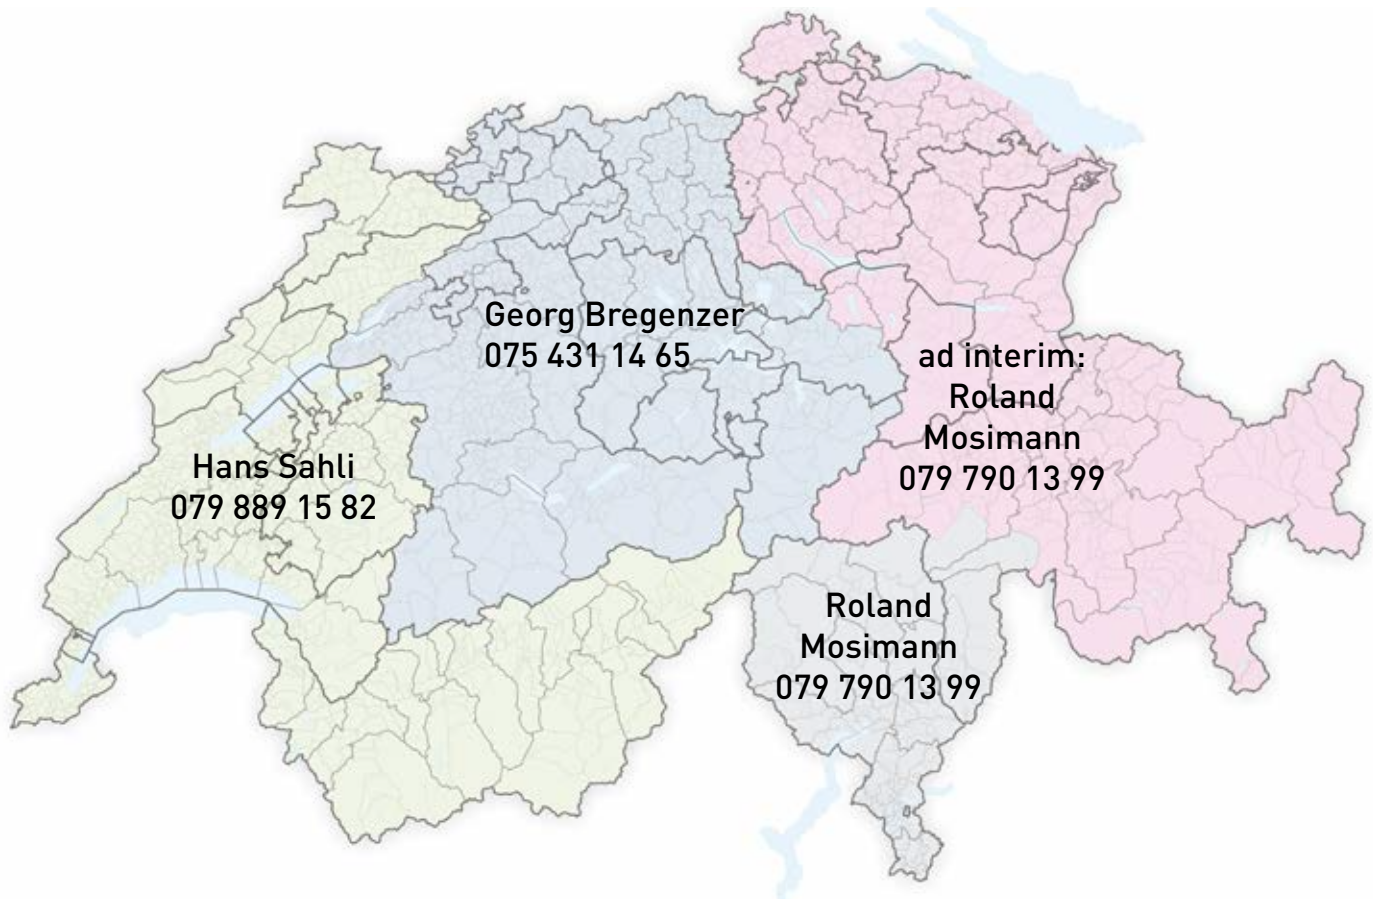 Georg Bregenzer
075 431 14 65
ad interim:
Roland
Mosimann
079 790 13 99
Hans Sahli
079 889 15 82
Roland
Mosimann
079 790 13 99